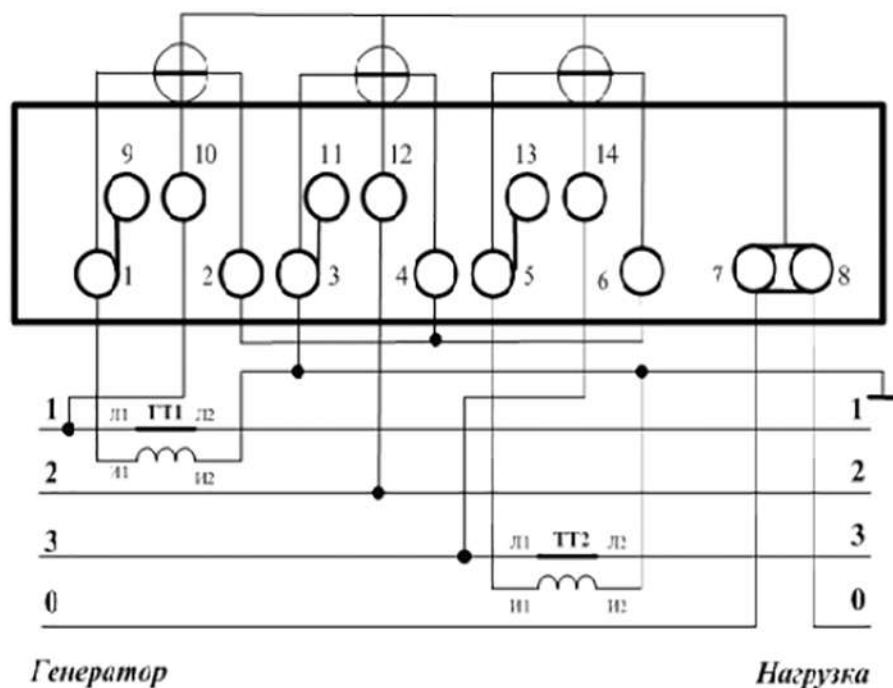 9 10 11 12 13 14
1 2 3 4 5 6 7 8
1 Л1 ТТ1 Л2 1
И1 И2
2 2
3 Л1 ТТ2 Л2 3
И1 И2
0 0
Генератор Нагрузка